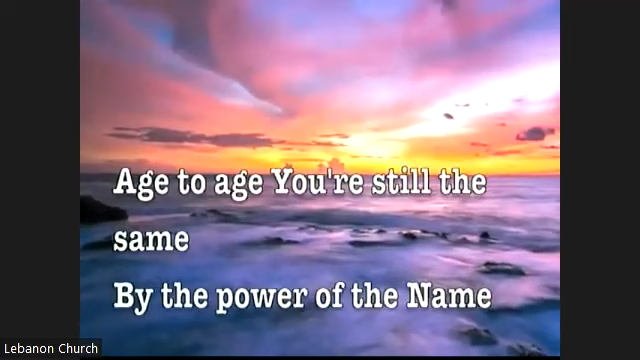 Age to age You're still the
same
By the power of the Name
Lebanon Church